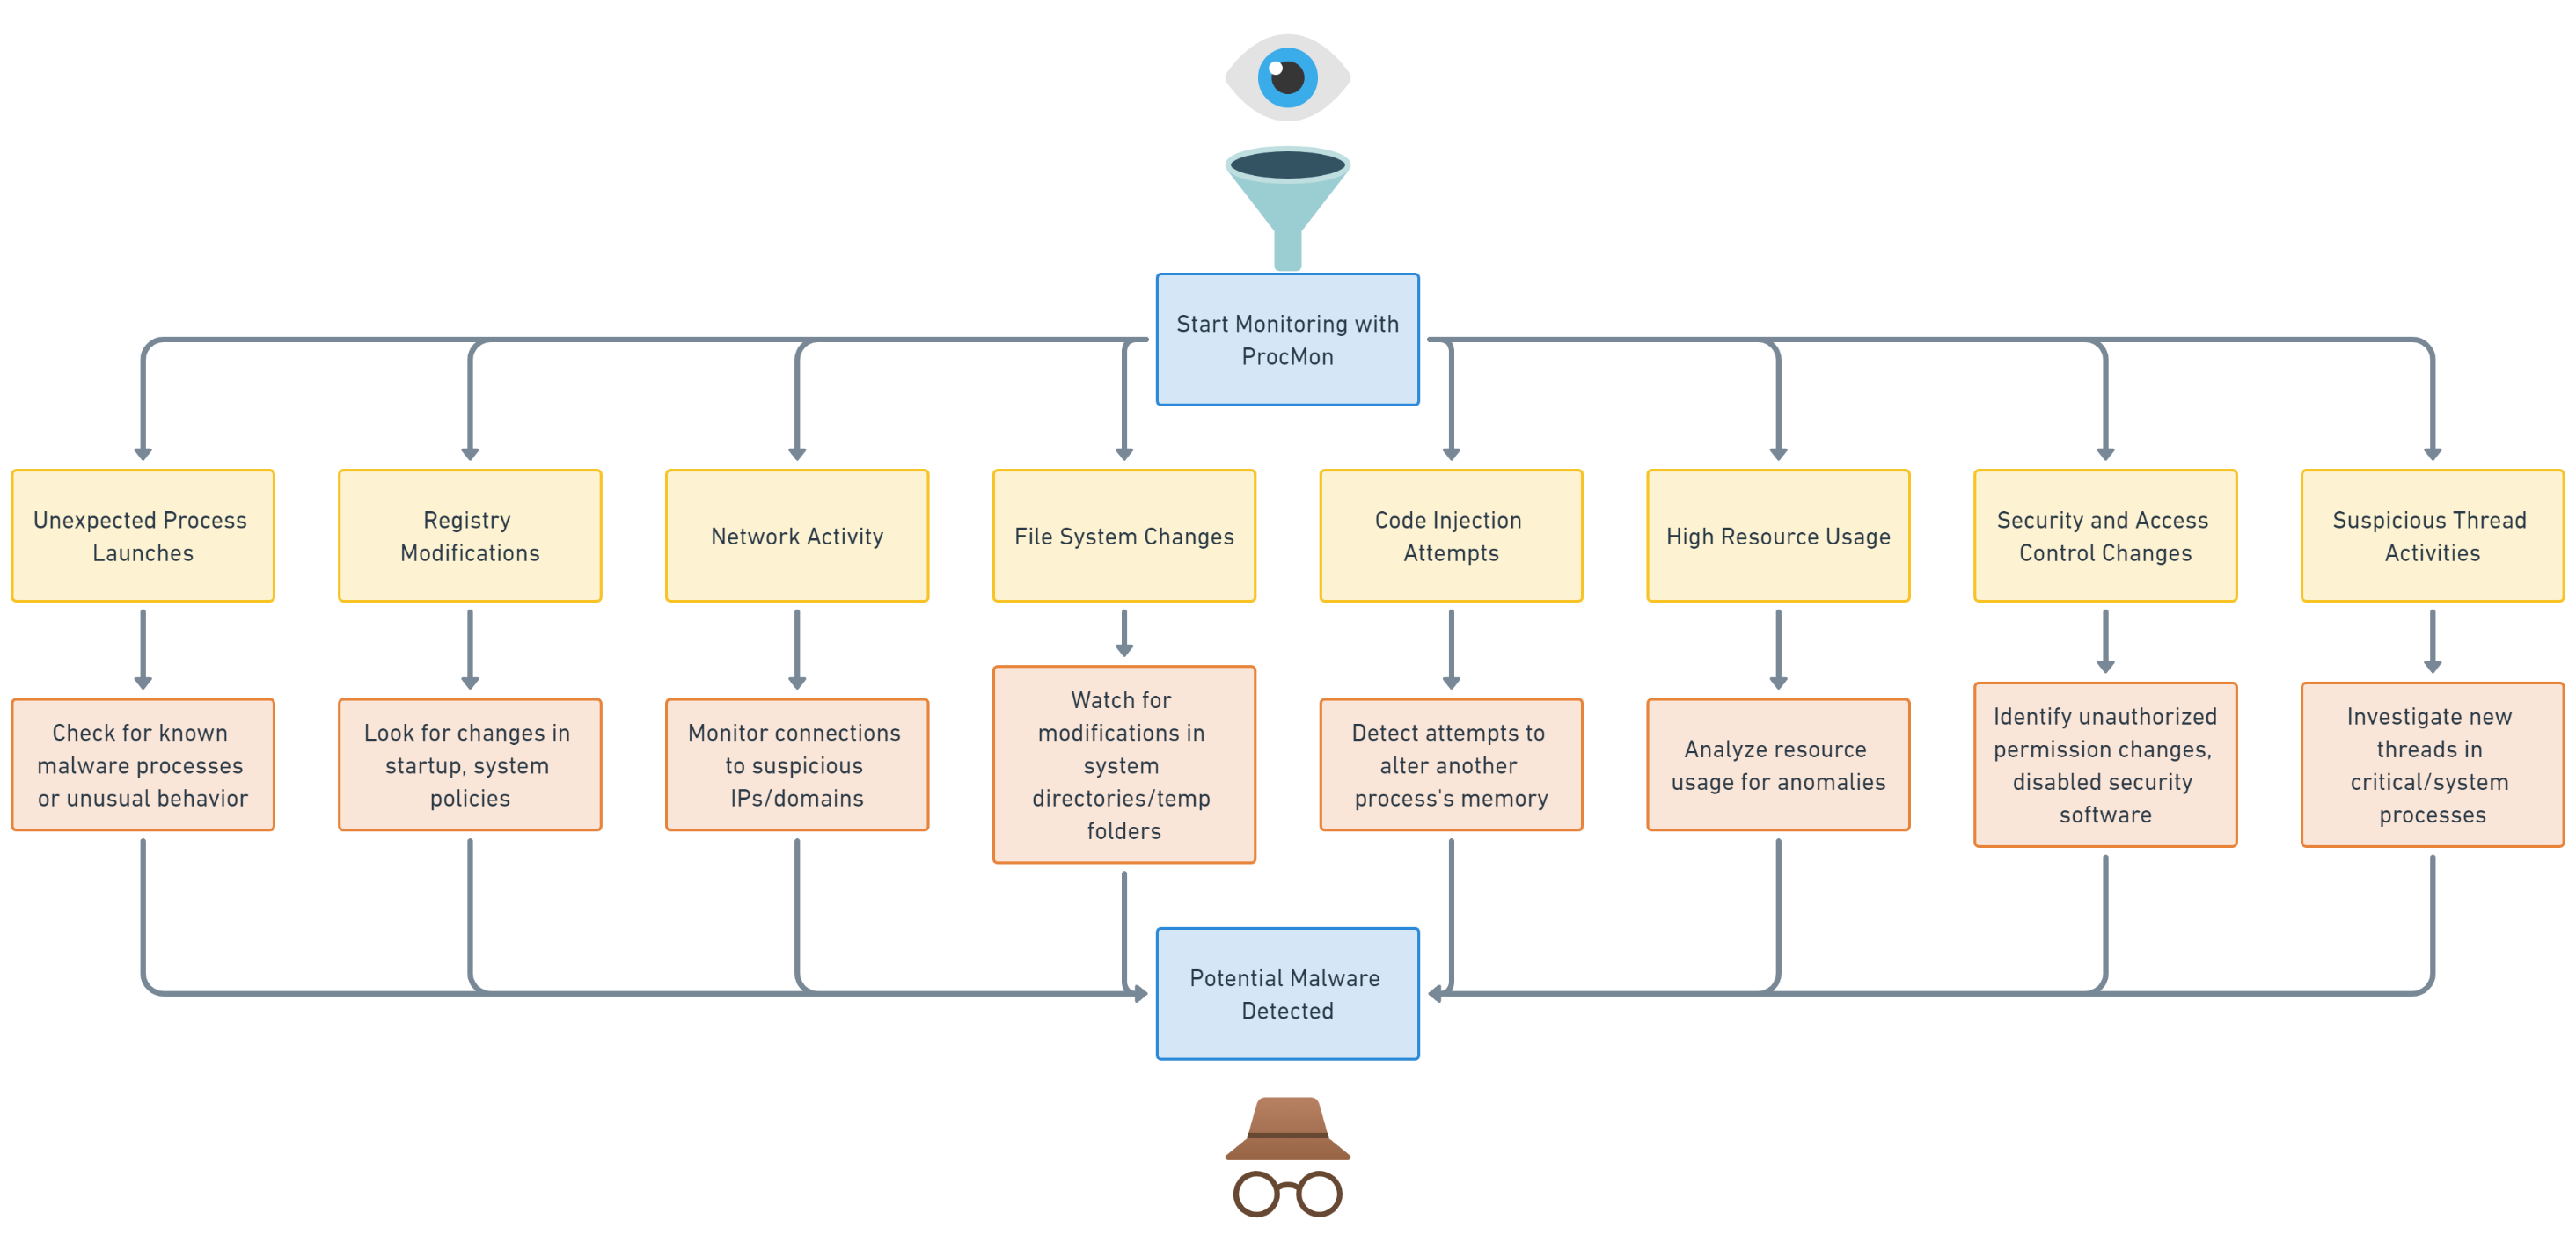 Start Monitoring with
ProcMon
Unexpected Process
Launches
Registry
Modifications
Network Activity
File System Changes
Code Injection
Attempts
High Resource Usage
Security and Access
Control Changes
Suspicious Thread
Activities
Check for known
malware processes
or unusual behavior
Look for changes in
startup, system
policies
Monitor connections
to suspicious
IPs/domains
Watch for
modifications in
system
directories/temp
folders
Detect attempts to
alter another
process's memory
Analyze resource
usage for anomalies
Identify unauthorized
permission changes,
disabled security
software
Investigate new
threads in
critical/system
processes
Potential Malware
Detected